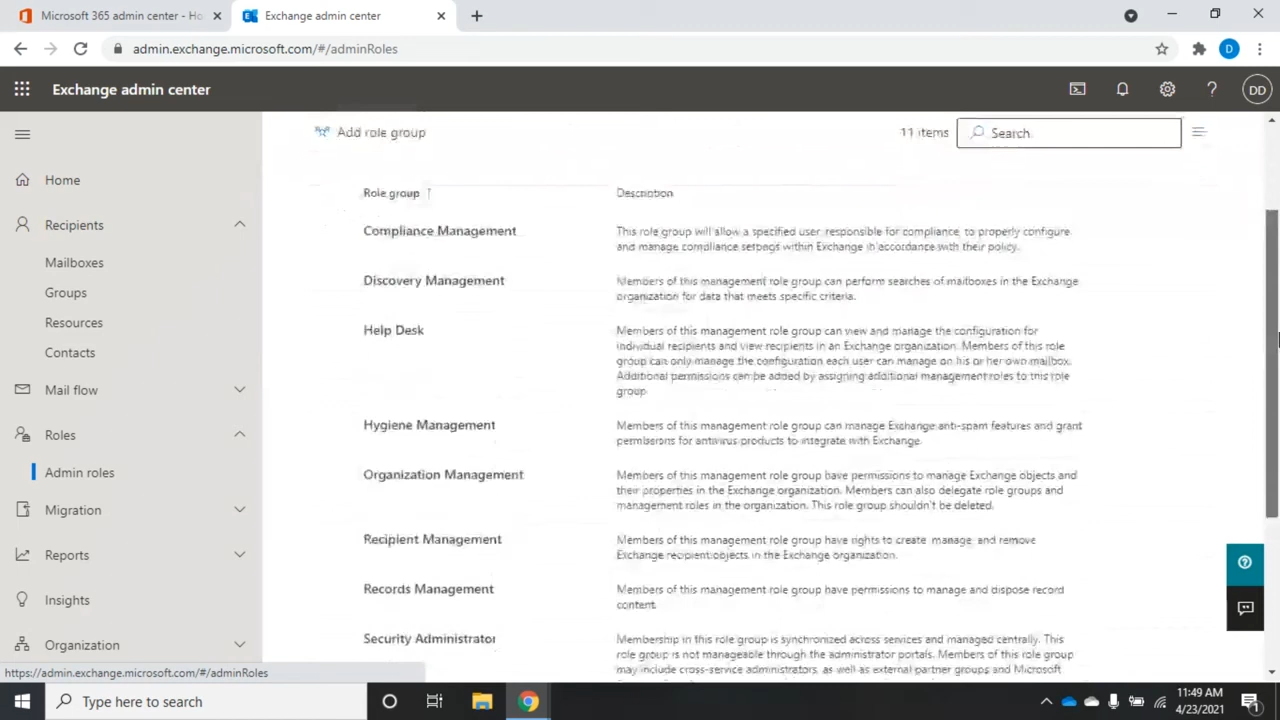 Microsoft 365 admin center - Ho
Exchange admin center
admin.exchange.microsoft.com/#/adminRoles
D
Exchange admin center
DD
Add role group
11 items
Search
Home
Recipients
Mailboxes
Groups
Resources
Contacts
Mail flow
Roles
Admin roles
Migration
Reports
Insights
Organization
Role group ↑
Description
Compliance Management
This role group will allow a specified user, responsible for compliance, to properly configure
and manage compliance settings within Exchange in accordance with their policy.
Discovery Management
Members of this management role group can perform searches of mailboxes in the Exchange
organization for data that meets specific criteria.
Help Desk
Members of this management role group can view and manage the configuration for
individual recipients and view recipients in an Exchange organization. Members of this role
group can only manage the configuration each user can manage on his or her own mailbox.
Additional permissions can be added by assigning additional management roles to this role
group.
Hygiene Management
Members of this management role group can manage Exchange anti-spam features and grant
permissions for antivirus products to integrate with Exchange.
Organization Management
Members of this management role group have permissions to manage Exchange objects and
their properties in the Exchange organization. Members can also delegate role groups and
management roles in the organization. This role group shouldn't be deleted.
Recipient Management
Members of this management role group have rights to create, manage, and remove
Exchange recipient objects in the Exchange organization.
Records Management
Members of this management role group have permissions to manage and dispose record
content.
Security Administrator
Membership in this role group is synchronized across services and managed centrally. This
role group is not manageable through the administrator portals. Members of this role group
may include cross-service administrators, as well as external partner groups and Microsoft
https://admin.exchange.microsoft.com/#/adminRoles
Type here to search
11:49 AM
4/23/2021
1